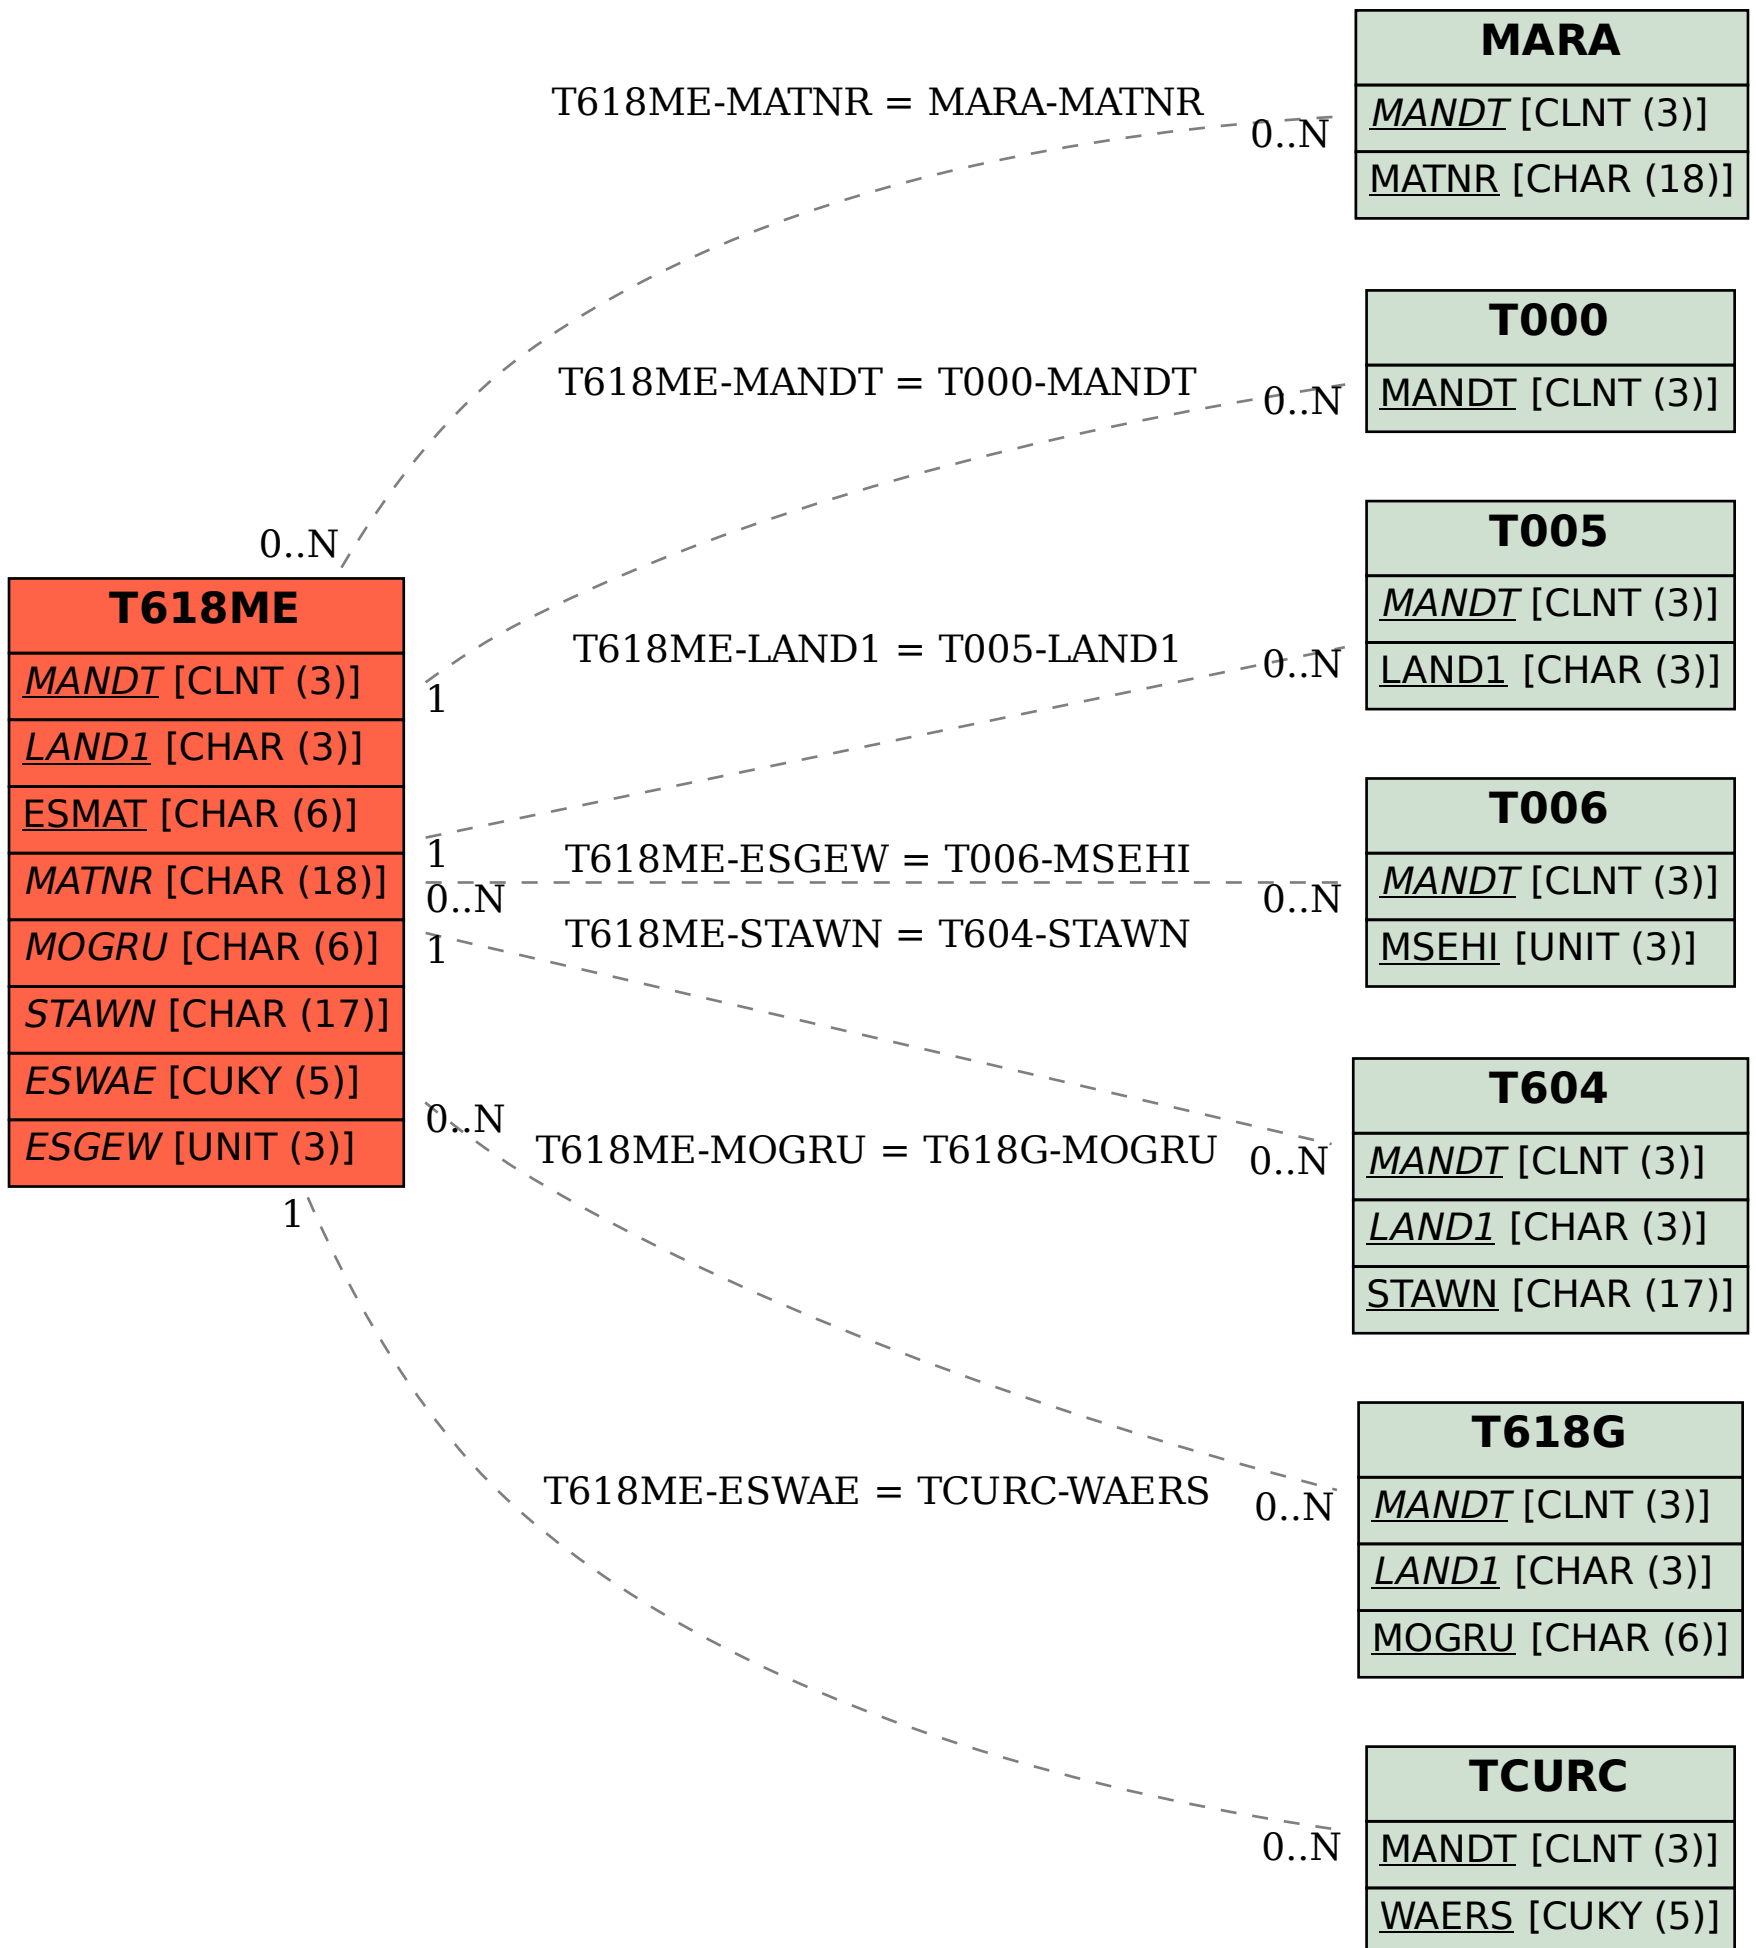 MARA
MANDT [CLNT (3)]
MATNR [CHAR (18)]
T618ME-MATNR = MARA-MATNR
0..N
0..N
T000
MANDT [CLNT (3)]
T618ME-MANDT = T000-MANDT
0..N
1
T005
MANDT [CLNT (3)]
LAND1 [CHAR (3)]
T618ME-LAND1 = T005-LAND1
0..N
1
T618ME
MANDT [CLNT (3)]
LAND1 [CHAR (3)]
ESMAT [CHAR (6)]
MATNR [CHAR (18)]
MOGRU [CHAR (6)]
STAWN [CHAR (17)]
ESWAE [CUKY (5)]
ESGEW [UNIT (3)]
T006
MANDT [CLNT (3)]
MSEHI [UNIT (3)]
T618ME-ESGEW = T006-MSEHI
0..N
0..N
T618ME-STAWN = T604-STAWN
1
0..N
T604
MANDT [CLNT (3)]
LAND1 [CHAR (3)]
STAWN [CHAR (17)]
T618ME-MOGRU = T618G-MOGRU
0..N
0..N
T618G
MANDT [CLNT (3)]
LAND1 [CHAR (3)]
MOGRU [CHAR (6)]
T618ME-ESWAE = TCURC-WAERS
1
0..N
TCURC
MANDT [CLNT (3)]
WAERS [CUKY (5)]